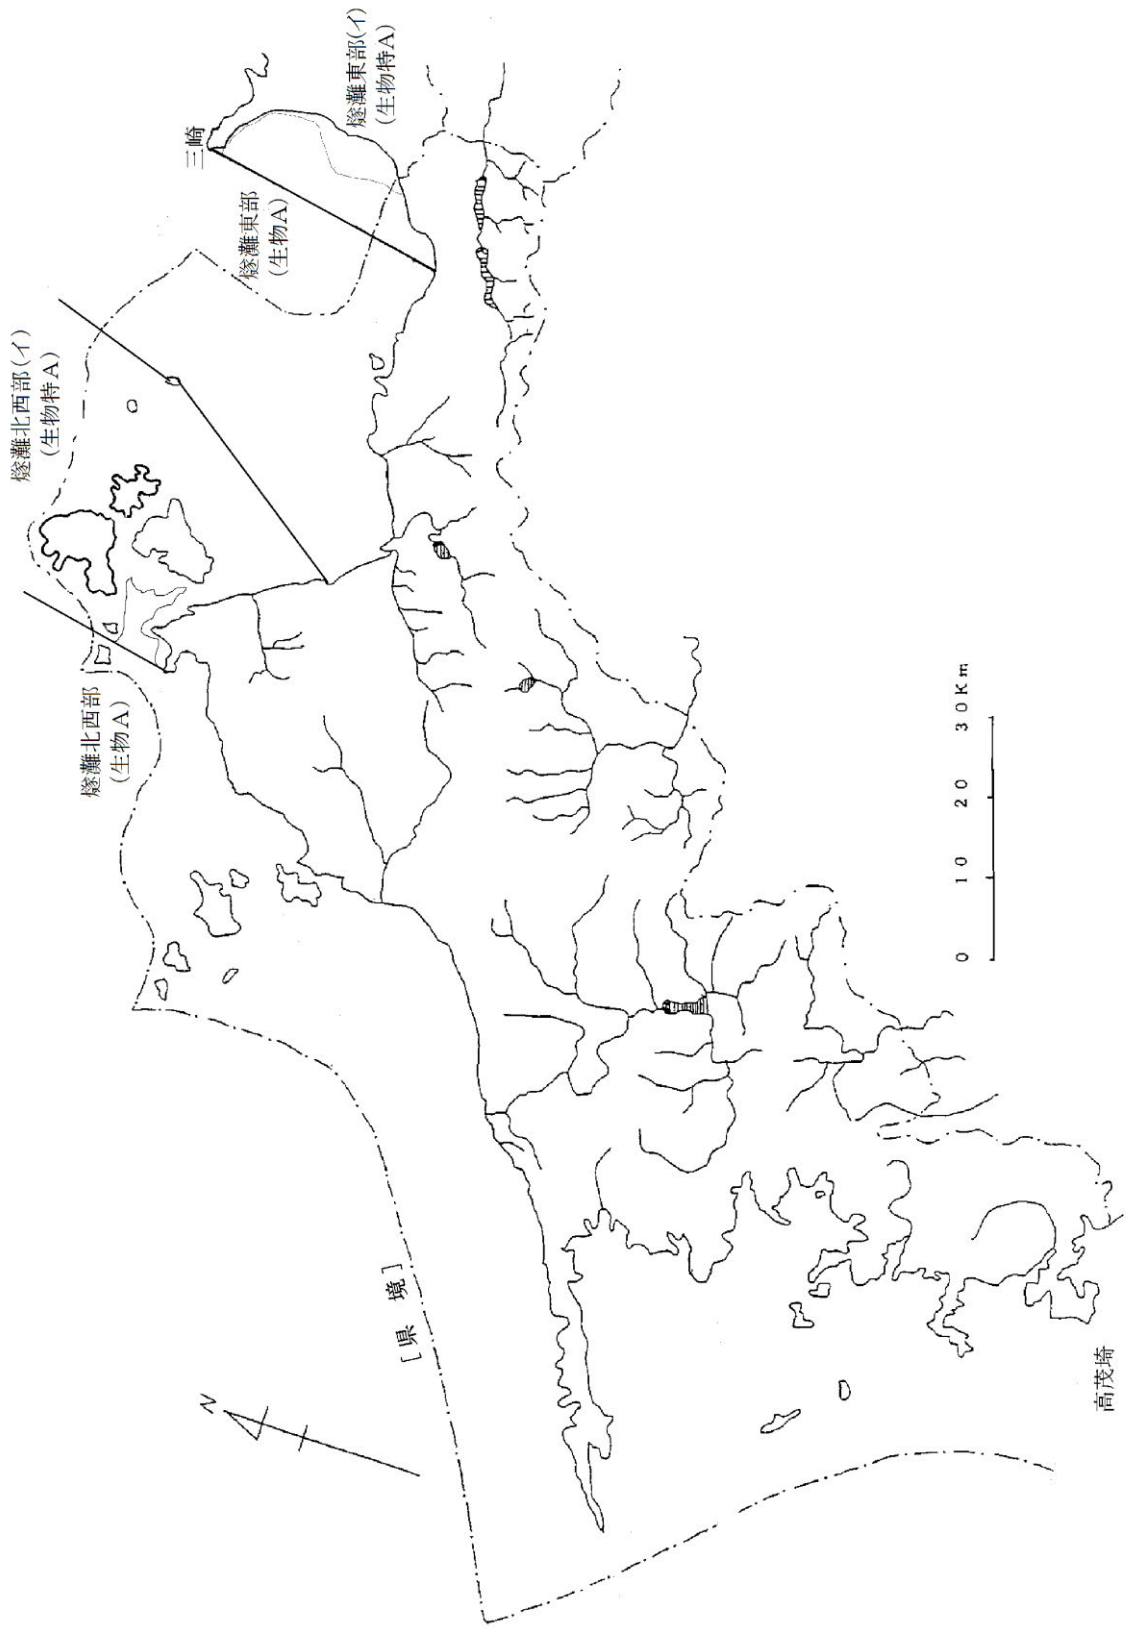 燧灘北西部(イ)
(生物特A)
燧灘北西部
(生物A)
三崎
燧灘東部
(生物A)
燧灘東部(イ)
(生物特A)
[県 境]
N
0 10 20 30Km
高茂埼